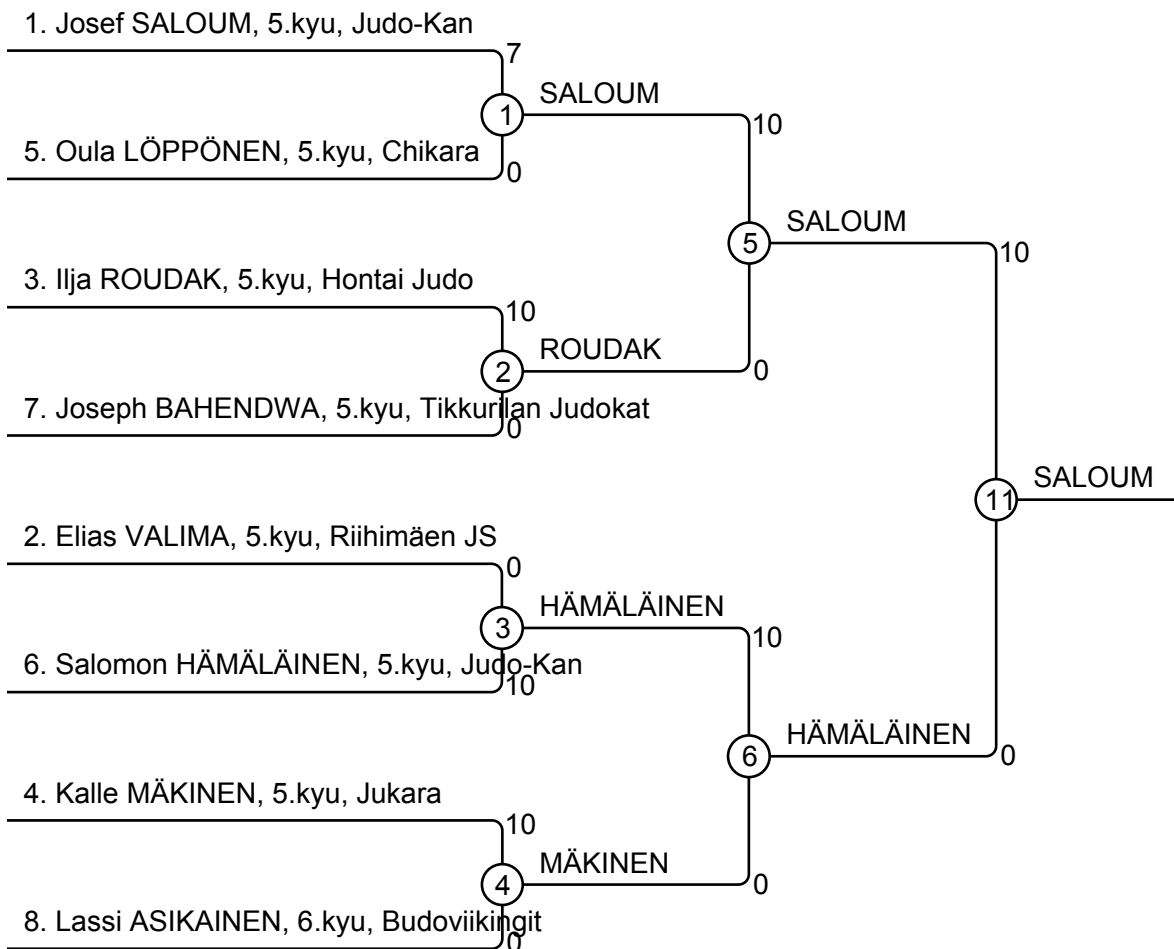 1. Josef SALOUM, 5.kyu, Judo-Kan
7
1
SALOUM
10
5. Oula LÖPPÖNEN, 5.kyu, Chikara
0
5
SALOUM
10
3. Ilja ROUDAK, 5.kyu, Hontai Judo
10
2
ROUDAK
0
7. Joseph BAHENDWA, 5.kyu, Tikkurilan Judokat
0
11
SALOUM
2. Elias VALIMA, 5.kyu, Riihimäen JS
0
3
HÄMÄLÄINEN
10
6. Salomon HÄMÄLÄINEN, 5.kyu, Judo-Kan
10
6
HÄMÄLÄINEN
0
4. Kalle MÄKINEN, 5.kyu, Jukara
10
4
MÄKINEN
0
8. Lassi ASIKAINEN, 6.kyu, Budoviikingit
0